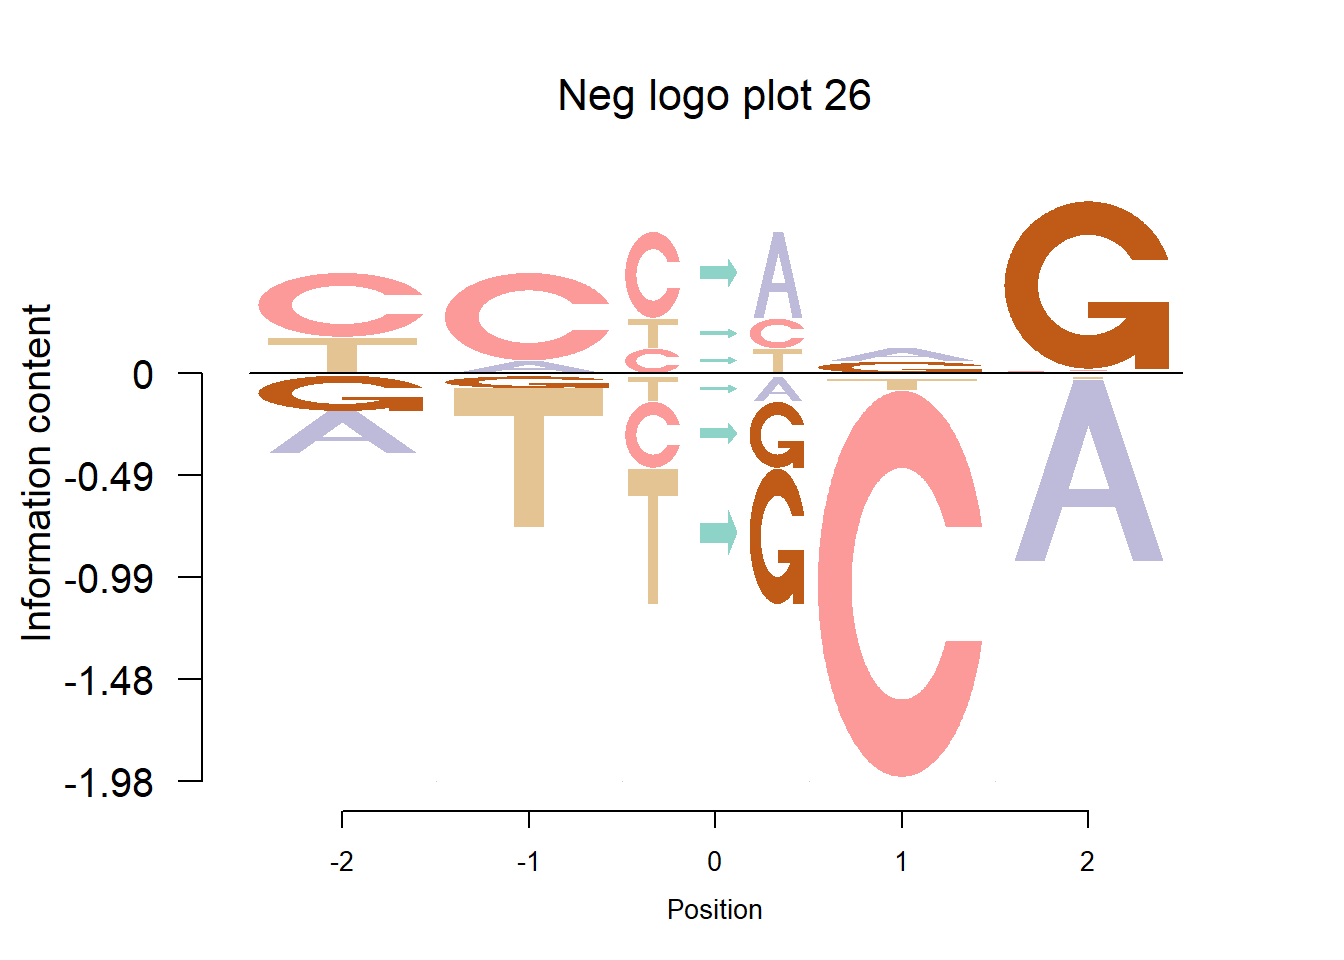 Neg logo plot 26
Information content
0
-0.49
-0.99
-1.48
-1.98
C T G A
C A G T
C A
T C
C T
T A
C G
T G
A G T C
G A
-2 -1 0 1 2
Position